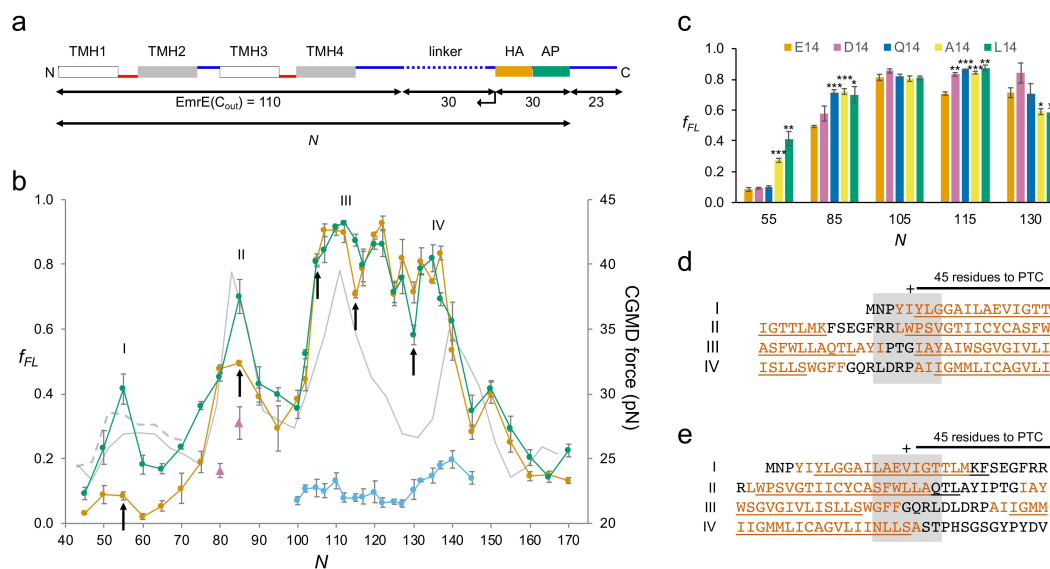 a
TMH1 TMH2 TMH3 TMH4 linker HA AP
N C
EmrE(Cout) = 110 30 30 23
N
b
1.0 0.8 0.6 0.4 0.2 0.0
fFL
I II III IV
45 40 35 30 25 20
CGMD force (pN)
40 50 60 70 80 90 100 110 120 130 140 150 160 170
N
c
E14 D14 Q14 A14 L14
1.0 0.8 0.6 0.4 0.2 0.0
fFL
*** ** *** *** * ** *** *** ** *
55 85 105 115 130
N
d
45 residues to PTC
+
I MNPYIYLGGAILAEVIGTT
II IGTTLMKFSEGFRRLWPSVGTIICYCASFW
III ASFWLLAQTLAYIPTGIAYAIWSGVGIVLI
IV ISLLSWGFFGQRLDRPAIIGMMLICAGVLI
e
45 residues to PTC
+
I MNPYIYLGGAILAEVIGTTLMKFSEGFRR
II RLWPSVGTIICYCASFWLLAQTLAYIPTGIAY
III WSGVGIVLISLLSWGFFGQRLDLDRPAIIGMM
IV IIGMMLICAGVLIINLLSASTPHSGSGYPYDV